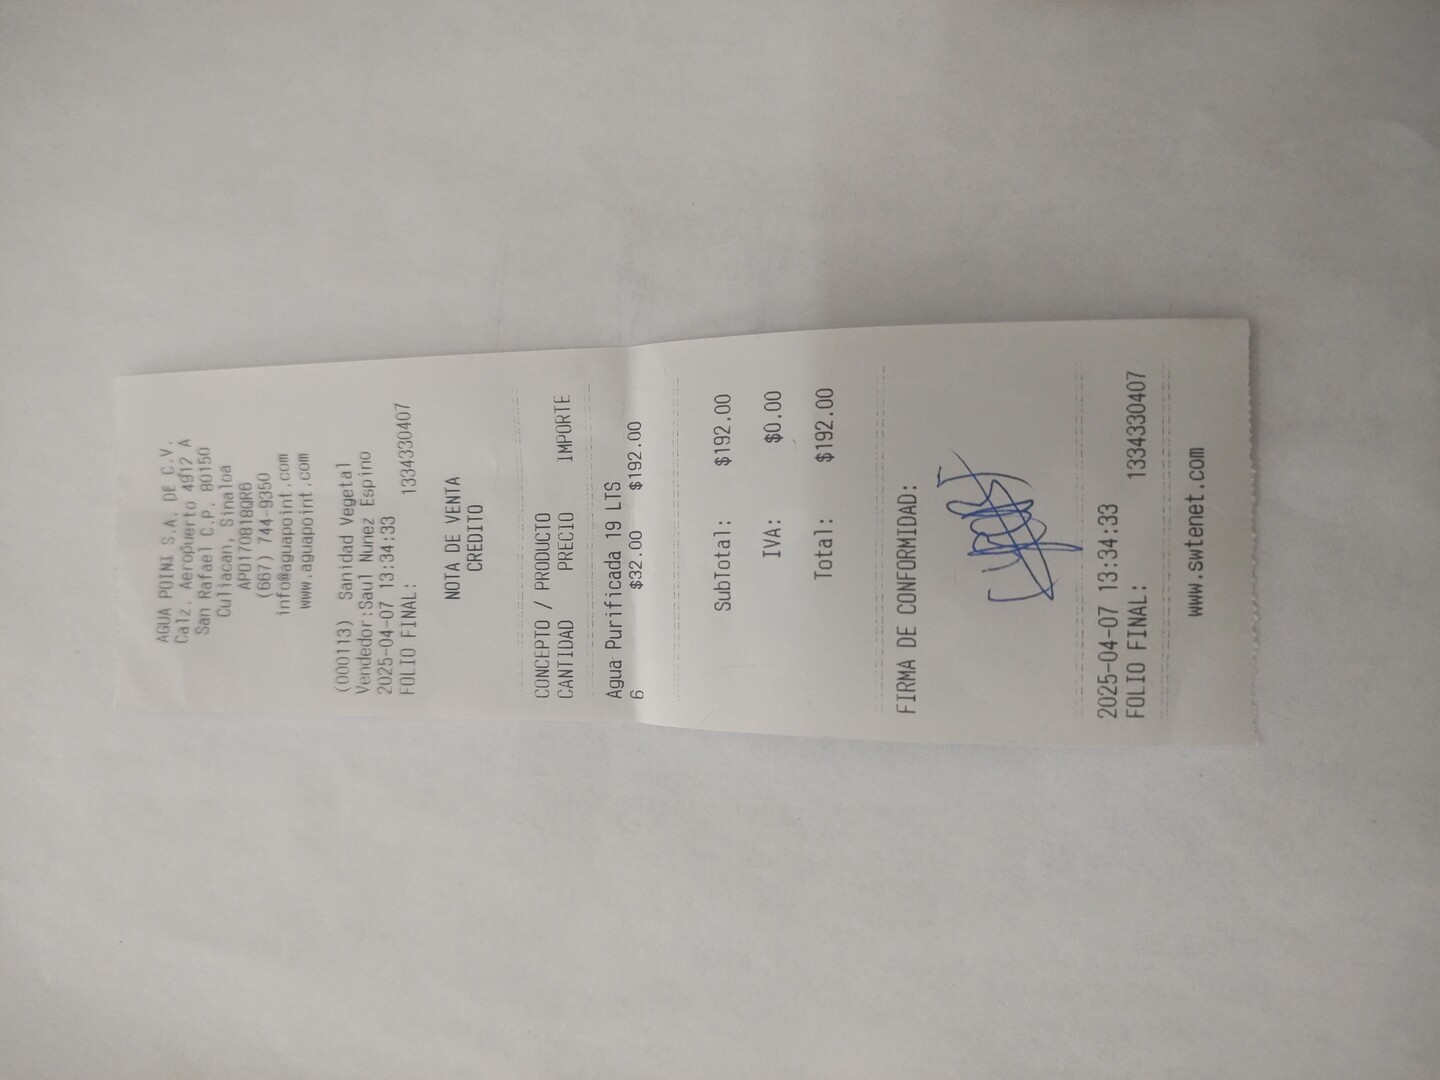 AGUA POINT S.A. DE C.V.
Calz. Aeropuerto 4912 A
San Rafael C.P. 80150
Culiacan, Sinaloa
APO170818QR6
(667) 744-9350
info@aguapoint.com
www.aguapoint.com
(000113) Sanidad Vegetal
Vendedor:Saul Nunez Espino
2025-04-07 13:34:33
FOLIO FINAL: 1334330407
NOTA DE VENTA
CREDITO
CONCEPTO / PRODUCTO
CANTIDAD PRECIO IMPORTE
Agua Purificada 19 LTS
6 $32.00 $192.00
SubTotal: $192.00
IVA: $0.00
Total: $192.00
FIRMA DE CONFORMIDAD:
2025-04-07 13:34:33
FOLIO FINAL: 1334330407
www.swtenet.com